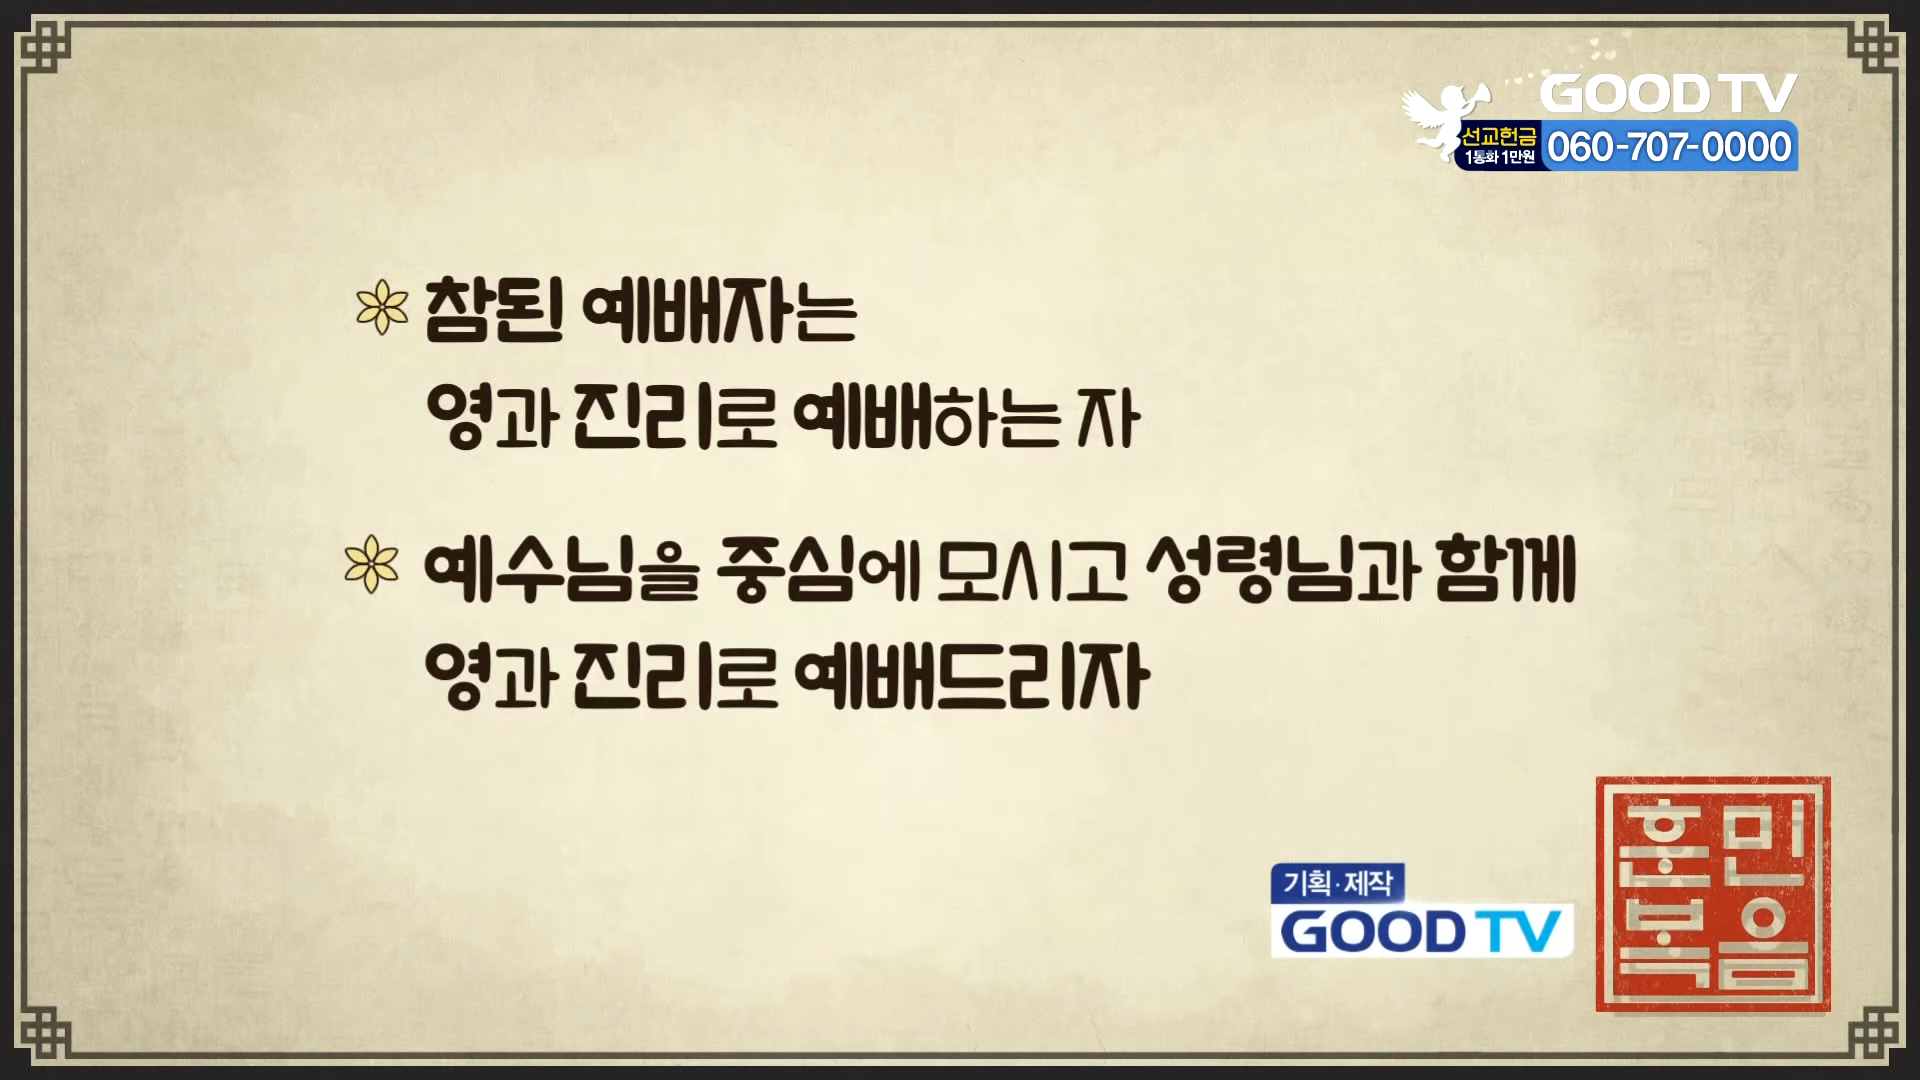 GOOD TV
선교헌금
1통화 1만원
060-707-0000
참된 예배자는
영과 진리로 예배하는 자
예수님을 중심에 모시고 성령님과 함께
영과 진리로 예배드리자
기획·제작
GOOD TV
훈민
복음